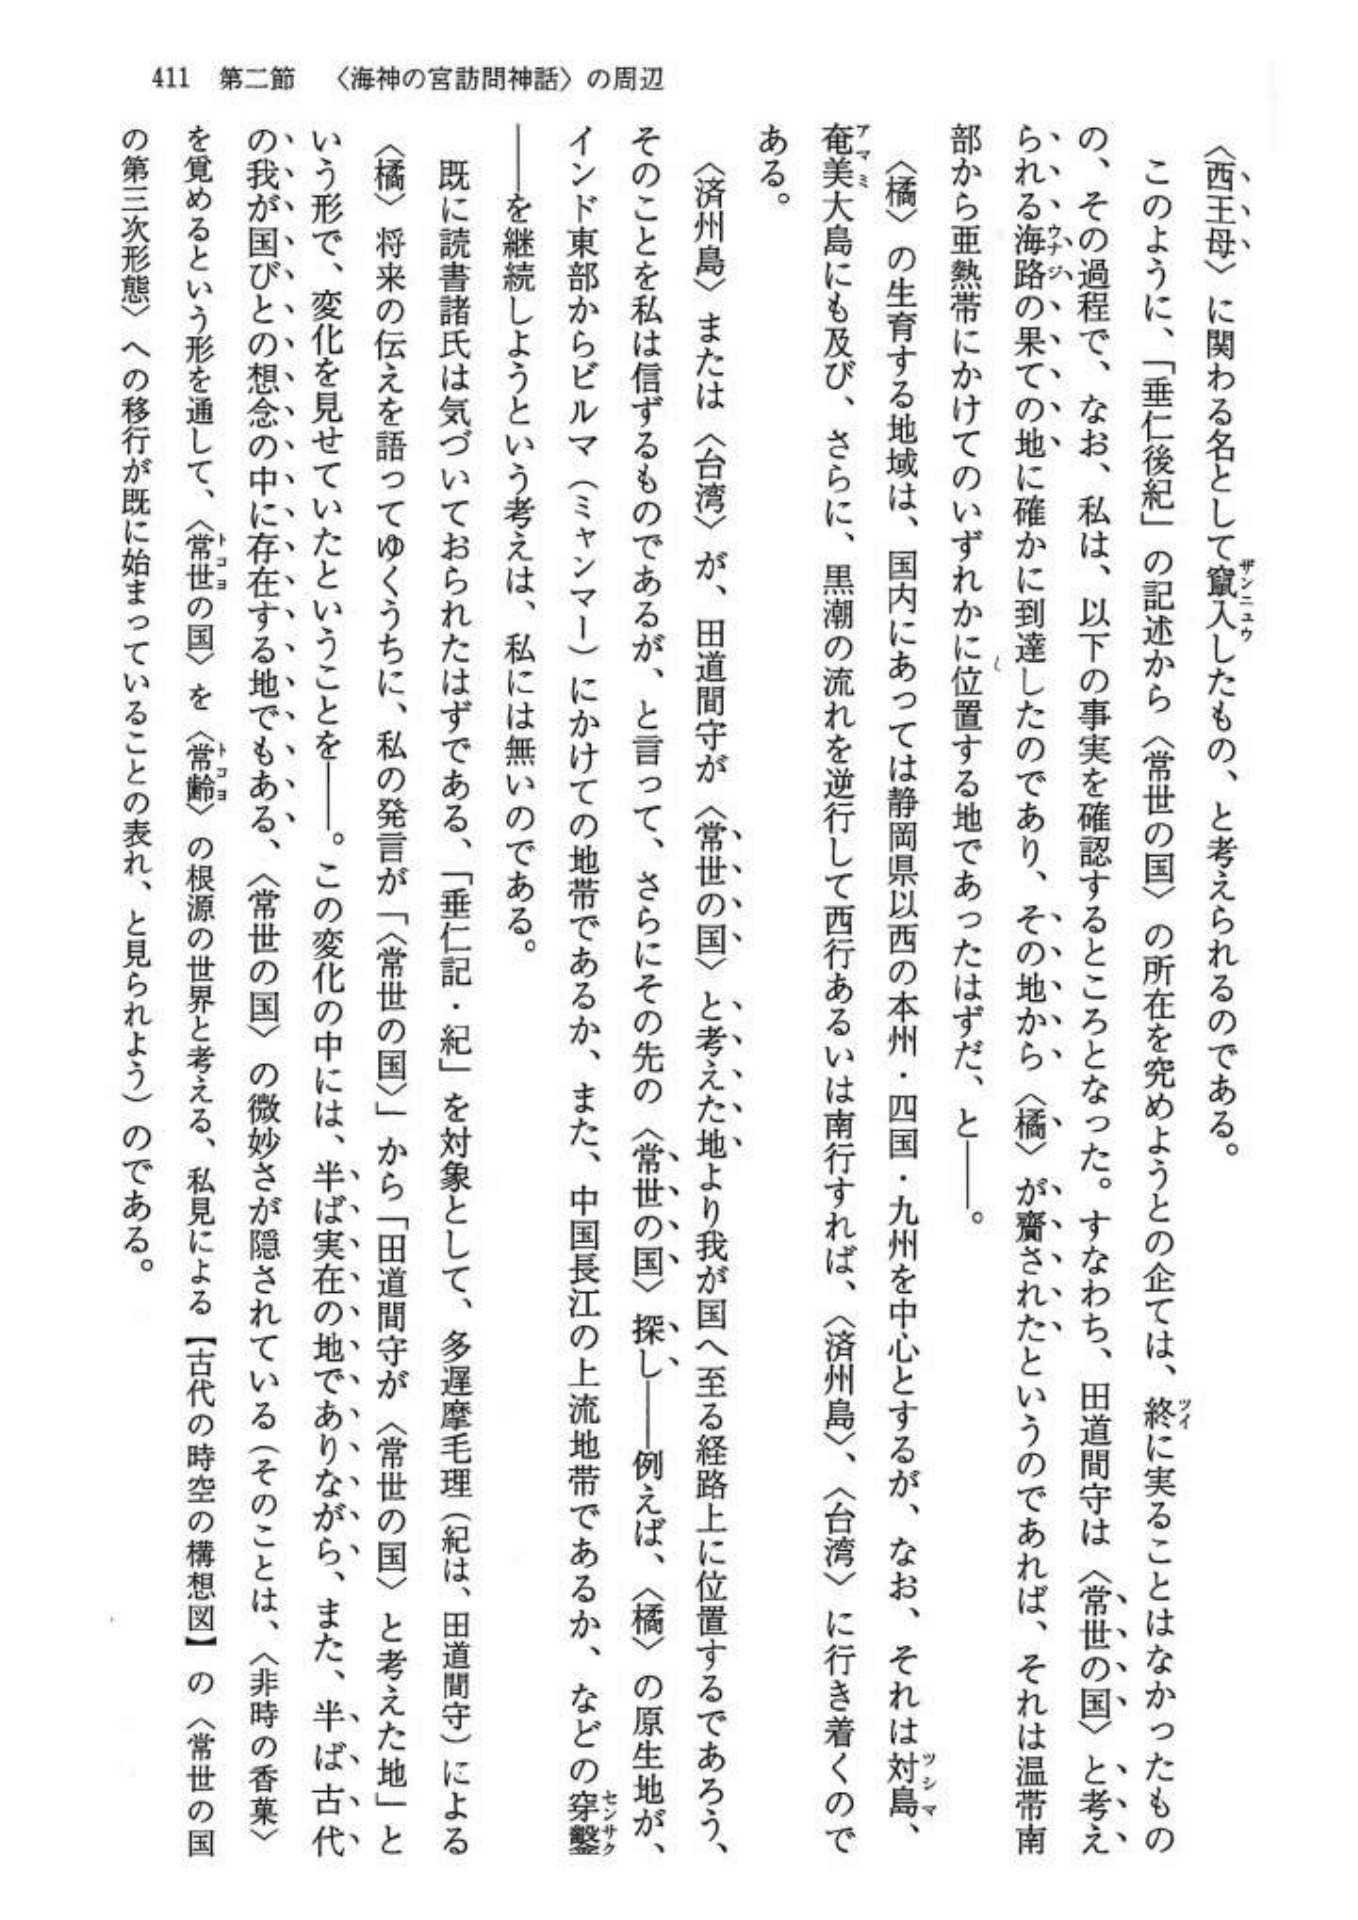 411　第二節　〈海神の宮訪問神話〉の周辺
〈西王母〉に関わる名として竄入したもの、と考えられるのである。
このように、「垂仁後紀」の記述から〈常世の国〉の所在を究めようとの企ては、終に実ることはなかったもの
の、その過程で、なお、私は、以下の事実を確認するところとなった。すなわち、田道間守は〈常世の国〉と考え
られる海路の果ての地に確かに到達したのであり、その地から〈橘〉が齎されたというのであれば、それは温帯南
部から亜熱帯にかけてのいずれかに位置する地であったはずだ、と――。
〈橘〉の生育する地域は、国内にあっては静岡県以西の本州・四国・九州を中心とするが、なお、それは対島、
奄美大島にも及び、さらに、黒潮の流れを逆行して西行あるいは南行すれば、〈済州島〉、〈台湾〉に行き着くので
ある。
〈済州島〉または〈台湾〉が、田道間守が〈常世の国〉と考えた地より我が国へ至る経路上に位置するであろう、
そのことを私は信ずるものであるが、と言って、さらにその先の〈常世の国〉探し――例えば、〈橘〉の原生地が、
インド東部からビルマ（ミャンマー）にかけての地帯であるか、また、中国長江の上流地帯であるか、などの穿鑿
――を継続しようという考えは、私には無いのである。
既に読書諸氏は気づいておられたはずである、「垂仁記・紀」を対象として、多遅摩毛理（紀は、田道間守）による
〈橘〉将来の伝えを語ってゆくうちに、私の発言が「〈常世の国〉」から「田道間守が〈常世の国〉と考えた地」と
いう形で、変化を見せていたということを――。この変化の中には、半ば実在の地でありながら、また、半ば古代
の我が国びとの想念の中に存在する地でもある、〈常世の国〉の微妙さが隠されている（そのことは、〈非時の香菓〉
を覓めるという形を通して、〈常世の国〉を〈常齢〉の根源の世界と考える、私見による【古代の時空の構想図】の〈常世の国
の第三次形態〉への移行が既に始まっていることの表れ、と見られよう）のである。